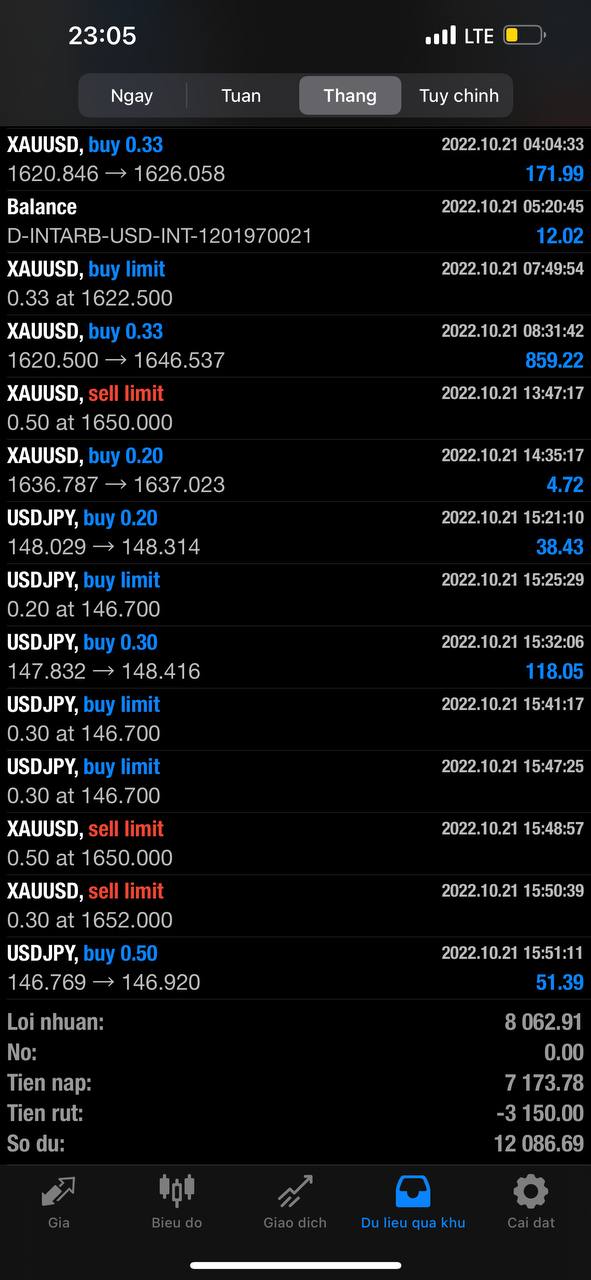 23:05
LTE
Ngay Tuan Thang Tuy chinh
XAUUSD, buy 0.33 2022.10.21 04:04:33
1620.846 → 1626.058 171.99
Balance 2022.10.21 05:20:45
D-INTARB-USD-INT-1201970021 12.02
XAUUSD, buy limit 2022.10.21 07:49:54
0.33 at 1622.500
XAUUSD, buy 0.33 2022.10.21 08:31:42
1620.500 → 1646.537 859.22
XAUUSD, sell limit 2022.10.21 13:47:17
0.50 at 1650.000
XAUUSD, buy 0.20 2022.10.21 14:35:17
1636.787 → 1637.023 4.72
USDJPY, buy 0.20 2022.10.21 15:21:10
148.029 → 148.314 38.43
USDJPY, buy limit 2022.10.21 15:25:29
0.20 at 146.700
USDJPY, buy 0.30 2022.10.21 15:32:06
147.832 → 148.416 118.05
USDJPY, buy limit 2022.10.21 15:41:17
0.30 at 146.700
USDJPY, buy limit 2022.10.21 15:47:25
0.30 at 146.700
XAUUSD, sell limit 2022.10.21 15:48:57
0.50 at 1650.000
XAUUSD, sell limit 2022.10.21 15:50:39
0.30 at 1652.000
USDJPY, buy 0.50 2022.10.21 15:51:11
146.769 → 146.920 51.39
Loi nhuan: 8 062.91
No: 0.00
Tien nap: 7 173.78
Tien rut: -3 150.00
So du: 12 086.69
Gia Bieu do Giao dich Du lieu qua khu Cai dat